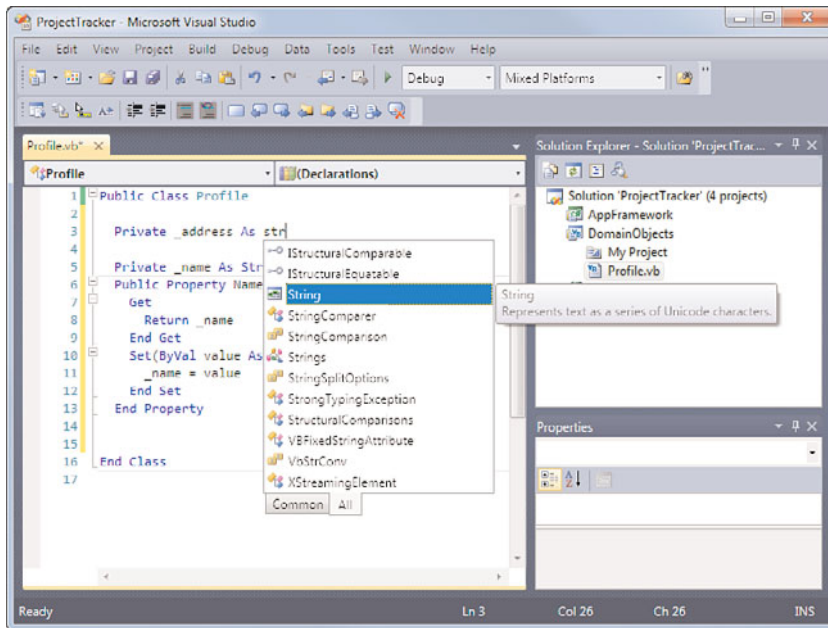 ProjectTracker - Microsoft Visual Studio
File Edit View Project Build Debug Data Tools Test Window Help
Debug Mixed Platforms
Profile.vb*
Profile (Declarations)
1 Public Class Profile
2
3 Private _address As str
4
5 Private _name As Str
6 Public Property Name
7 Get
8 Return _name
9 End Get
10 Set(ByVal value As
11 _name = value
12 End Set
13 End Property
14
15
16 End Class
17
IStructuralComparable
IStructuralEquatable
String
StringComparer
StringComparison
Strings
StringSplitOptions
StrongTypingException
StructuralComparisons
VBFixedStringAttribute
VbStrConv
XStreamingElement
Common All
String
Represents text as a series of Unicode characters.
Solution Explorer - Solution 'ProjectTrac...
Solution 'ProjectTracker' (4 projects)
AppFramework
DomainObjects
My Project
Profile.vb
Properties
Ready Ln 3 Col 26 Ch 26 INS